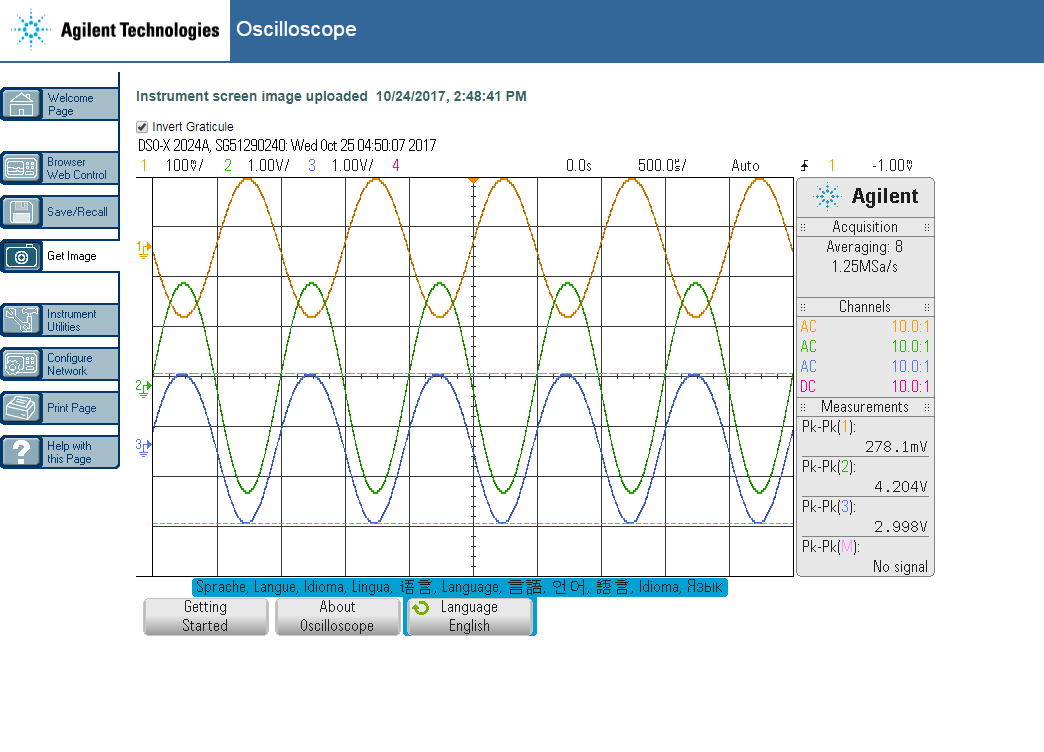 Agilent Technologies Oscilloscope
Instrument screen image uploaded 10/24/2017, 2:48:41 PM
Welcome
Page
Browser
Web Control
Save/Recall
Get Image
Instrument
Utilities
Configure
Network
Print Page
Help with
this Page
Invert Graticule
DSO-X 2024A, SG51290240: Wed Oct 25 04:50:07 2017
1 100mV/ 2 1.00V/ 3 1.00V/ 4 0.0s 500.0us/ Auto 1 -1.00mV
1
2
3
Agilent
Acquisition
Averaging: 8
1.25MSa/s
Channels
AC 10.0:1
AC 10.0:1
AC 10.0:1
DC 10.0:1
Measurements
Pk-Pk(1):
278.1mV
Pk-Pk(2):
4.204V
Pk-Pk(3):
2.998V
Pk-Pk(M):
No signal
Sprache, Langue, Idioma, Lingua, 语言, Language, 言語, 언어, 語言, Idioma, Язык
Getting
Started
About
Oscilloscope
Language
English